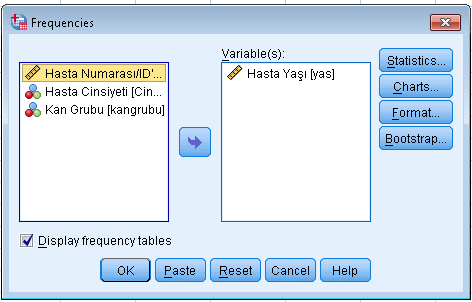 Frequencies
Variable(s):
Hasta Numarası/ID'...
Hasta Cinsiyeti [Cin...
Kan Grubu [kangrubu]
Hasta Yaşı [yas]
Statistics...
Charts...
Format...
Bootstrap...
Display frequency tables
OK Paste Reset Cancel Help